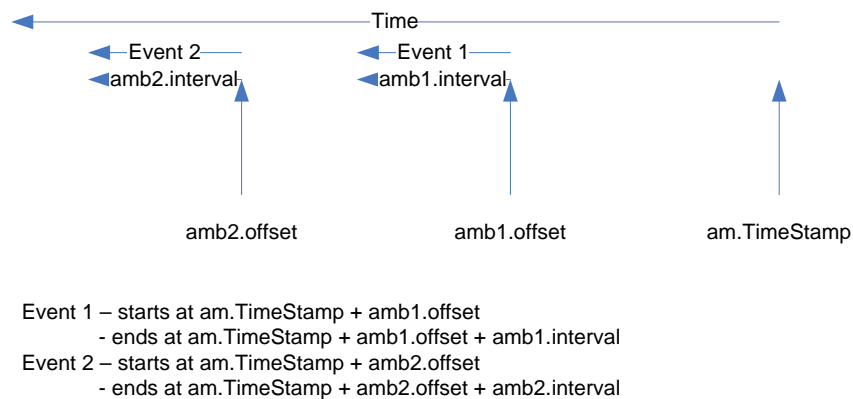 Time
Event 2 Event 1
amb2.interval amb1.interval
amb2.offset amb1.offset am.TimeStamp
Event 1 – starts at am.TimeStamp + amb1.offset
- ends at am.TimeStamp + amb1.offset + amb1.interval
Event 2 – starts at am.TimeStamp + amb2.offset
- ends at am.TimeStamp + amb2.offset + amb2.interval